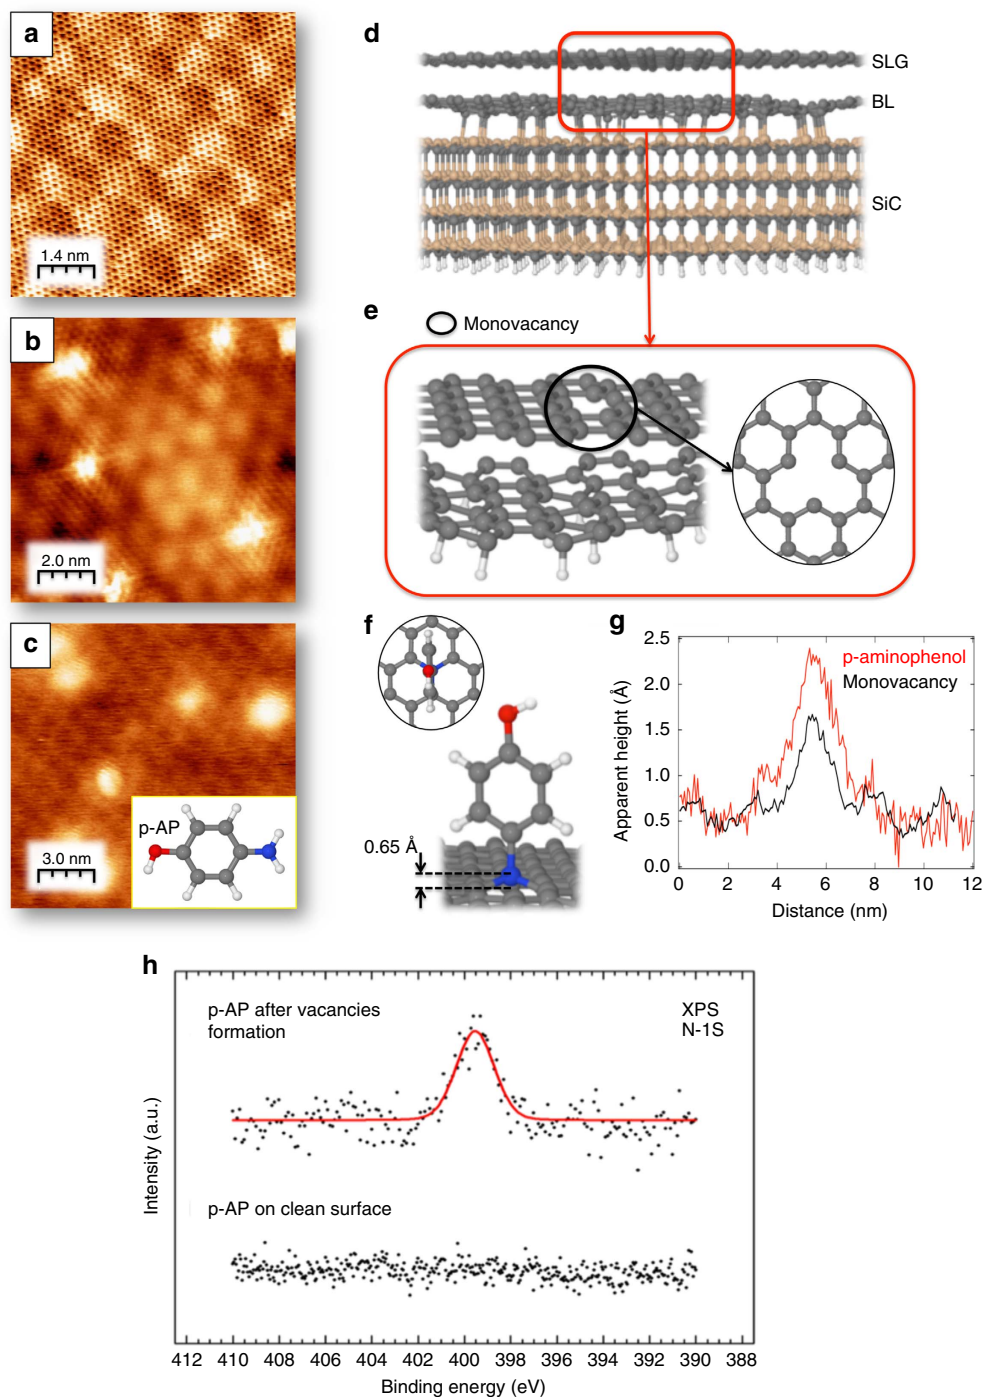 a
1.4 nm
b
2.0 nm
c
p-AP
3.0 nm
d
SLG
BL
SiC
e
Monovacancy
f
0.65 Å
g
p-aminophenol
Monovacancy
Apparent height (Å)
2.5
2.0
1.5
1.0
0.5
0.0
0 2 4 6 8 10 12
Distance (nm)
h
p-AP after vacancies
formation
XPS
N-1S
p-AP on clean surface
Intensity (a.u.)
412 410 408 406 404 402 400 398 396 394 392 390 388
Binding energy (eV)